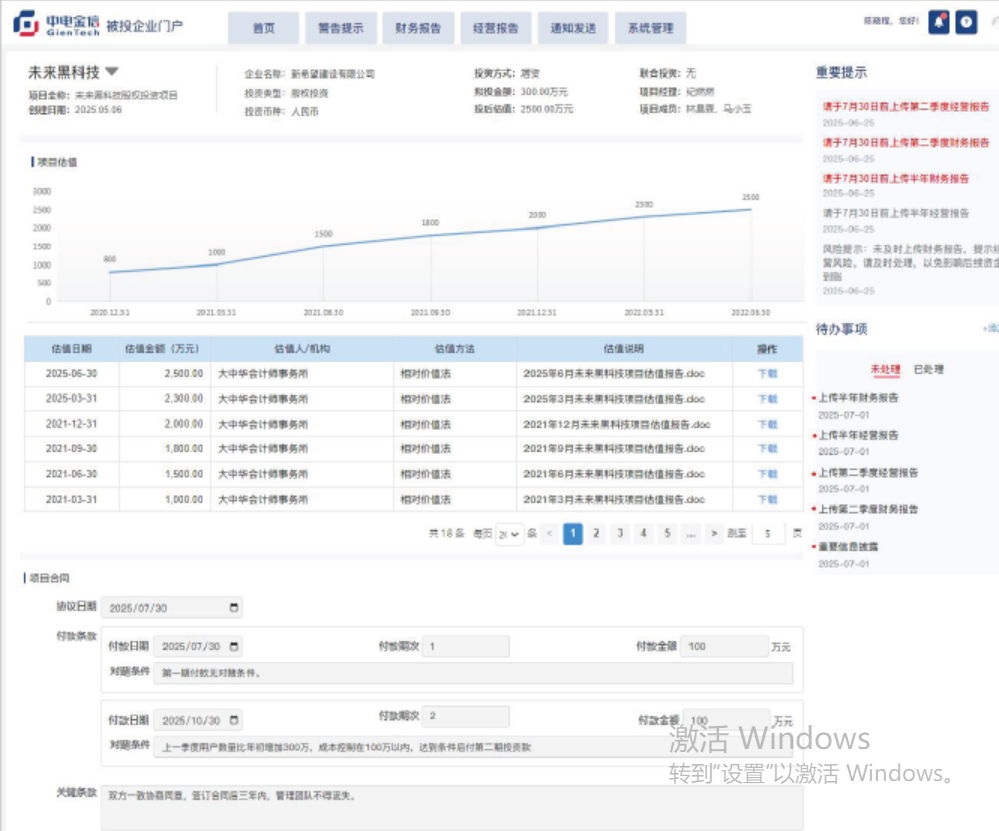 中电金信 GienTech 被投企业门户
首页 警告提示 财务报告 经营报告 通知发送 系统管理
陈晓程，您好！
未来黑科技
项目全称：未来黑科技股权投资项目
创建日期：2025.05.06
企业名称：新希望建设有限公司
投资类型：股权投资
投资币种：人民币
投资方式：增资
拟投金额：300.00万元
投后估值：2500.00万元
联合投资：无
项目经理：纪燃燃
项目成员：林晨霞、马小玉
项目估值
3000
2500
2000
1500
1000
500
0
800 1000 1500 1800 2000 2300 2500
2020.12.31 2021.03.31 2021.06.30 2021.09.30 2021.12.31 2022.03.31 2022.06.30
估值日期 估值金额（万元） 估值人/机构 估值方法 估值说明 操作
2025-06-30 2,500.00 大中华会计师事务所 相对价值法 2025年6月未来黑科技项目估值报告.doc 下载
2025-03-31 2,300.00 大中华会计师事务所 相对价值法 2025年3月未来黑科技项目估值报告.doc 下载
2021-12-31 2,000.00 大中华会计师事务所 相对价值法 2021年12月未来黑科技项目估值报告.doc 下载
2021-09-30 1,800.00 大中华会计师事务所 相对价值法 2021年9月未来黑科技项目估值报告.doc 下载
2021-06-30 1,500.00 大中华会计师事务所 相对价值法 2021年6月未来黑科技项目估值报告.doc 下载
2021-03-31 1,000.00 大中华会计师事务所 相对价值法 2021年3月未来黑科技项目估值报告.doc 下载
共 18 条 每页 2 条 < 1 2 3 4 5 ... > 跳至 5 页
项目合同
协议日期 2025/07/30
付款条款
付款日期 2025/07/30 付款期次 1 付款金额 100 万元
对赌条件 第一期付款无对赌条件。
付款日期 2025/10/30 付款期次 2 付款金额 100 万元
对赌条件 上一季度用户数量比年初增加300万，成本控制在100万以内，达到条件后付第二期投资款
关键条款 双方一致协商同意，签订合同后三年内，管理团队不得流失。
重要提示
请于7月30日前上传第二季度经营报告
2025-06-25
请于7月30日前上传第二季度财务报告
2025-06-25
请于7月30日前上传半年财务报告
2025-06-25
请于7月30日前上传半年经营报告
2025-06-25
风险提示：未及时上传财务报告，提示经
营风险，请及时处理，以免影响后续资金
到账
2025-06-25
待办事项
未处理 已处理
上传半年财务报告
2025-07-01
上传半年经营报告
2025-07-01
上传第二季度经营报告
2025-07-01
上传第二季度财务报告
2025-07-01
重要信息披露
2025-07-01
激活 Windows
转到"设置"以激活 Windows。